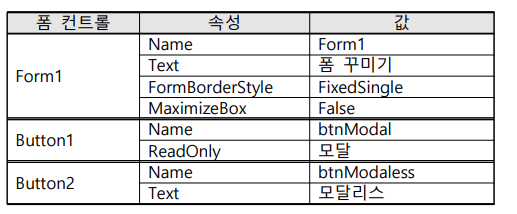 폼 컨트롤 속성 값
Form1 Name Form1
Text 폼 꾸미기
FormBorderStyle FixedSingle
MaximizeBox False
Button1 Name btnModal
ReadOnly 모달
Button2 Name btnModaless
Text 모달리스